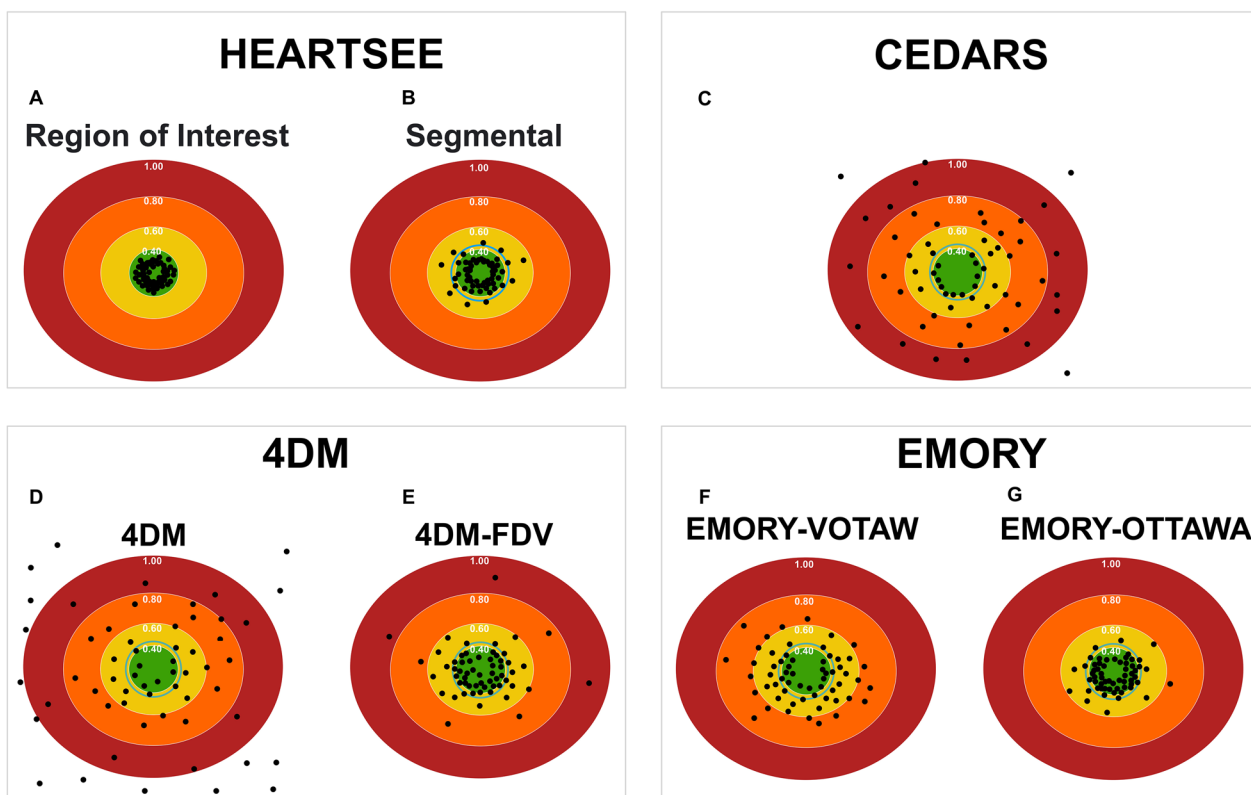 HEARTSEE
A
B
Region of Interest
Segmental
1.00
0.80
0.60
0.40
1.00
0.80
0.60
0.40
CEDARS
C
1.00
0.80
0.60
0.40
4DM
D
E
4DM
4DM-FDV
1.00
0.80
0.60
0.40
1.00
0.80
0.60
0.40
EMORY
F
G
EMORY-VOTAW
EMORY-OTTAWA
1.00
0.80
0.60
0.40
1.00
0.80
0.60
0.40